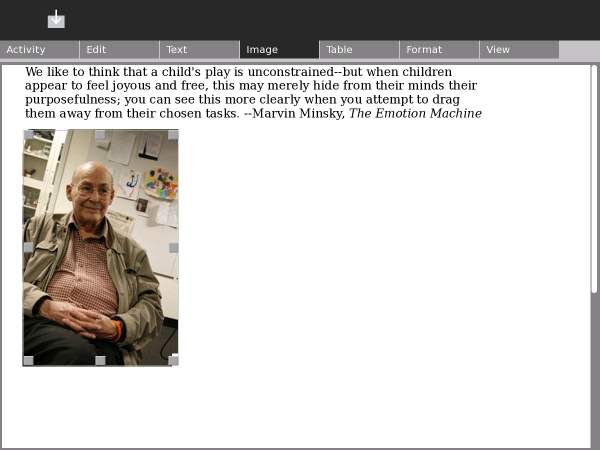 Activity Edit Text Image Table Format View
We like to think that a child's play is unconstrained--but when children
appear to feel joyous and free, this may merely hide from their minds their
purposefulness; you can see this more clearly when you attempt to drag
them away from their chosen tasks. --Marvin Minsky, The Emotion Machine